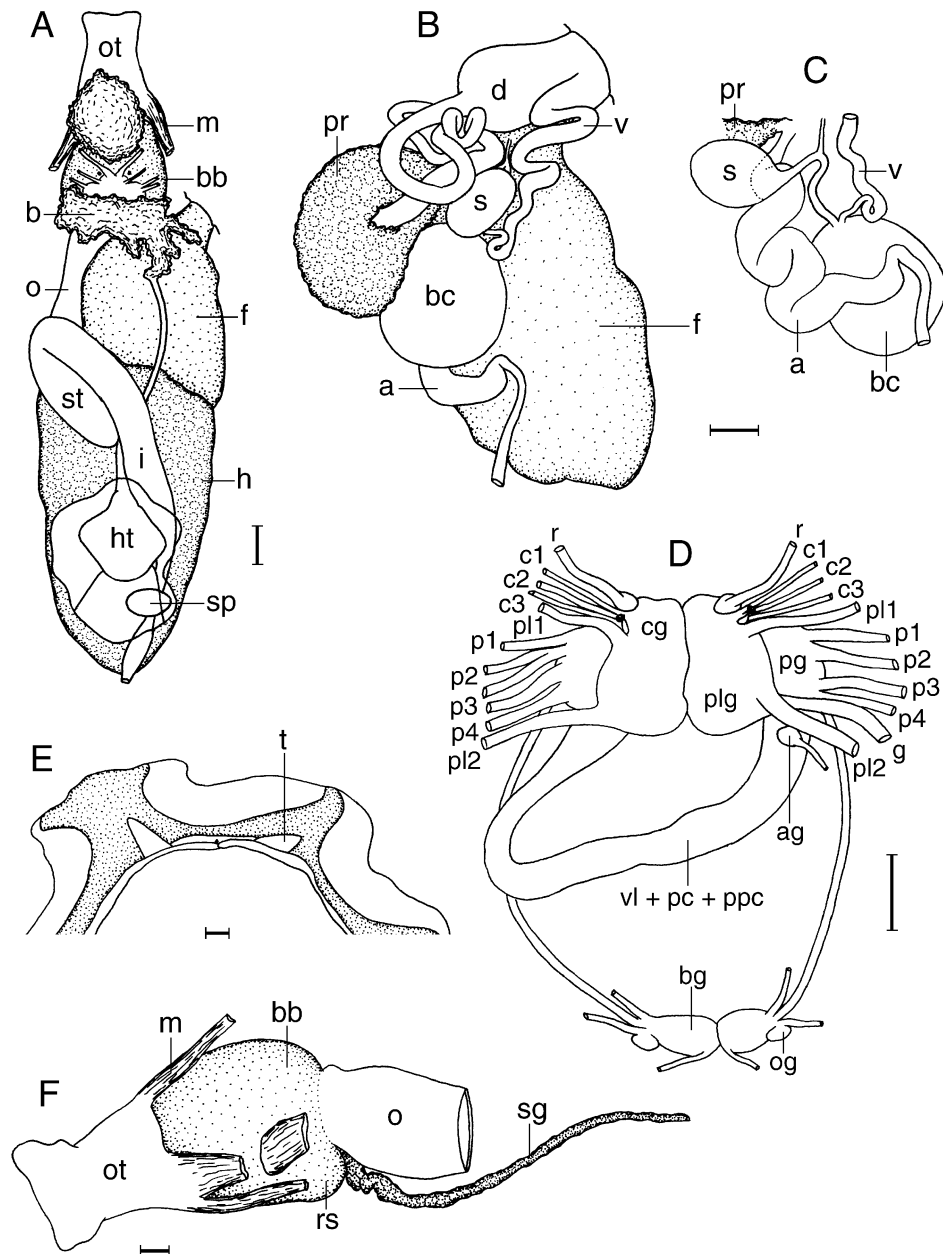 A
ot
m
bb
b
o
f
st
i
h
ht
sp
B
d
pr
v
s
bc
f
a
C
pr
s
v
a
bc
D
r
c1
c2
c3
pl1
p1
p2
p3
p4
pl2
cg
plg
pg
r
c1
c2
c3
pl1
p1
p2
p3
p4
g
pl2
ag
vl + pc + ppc
bg
og
E
t
F
m
bb
o
sg
ot
rs